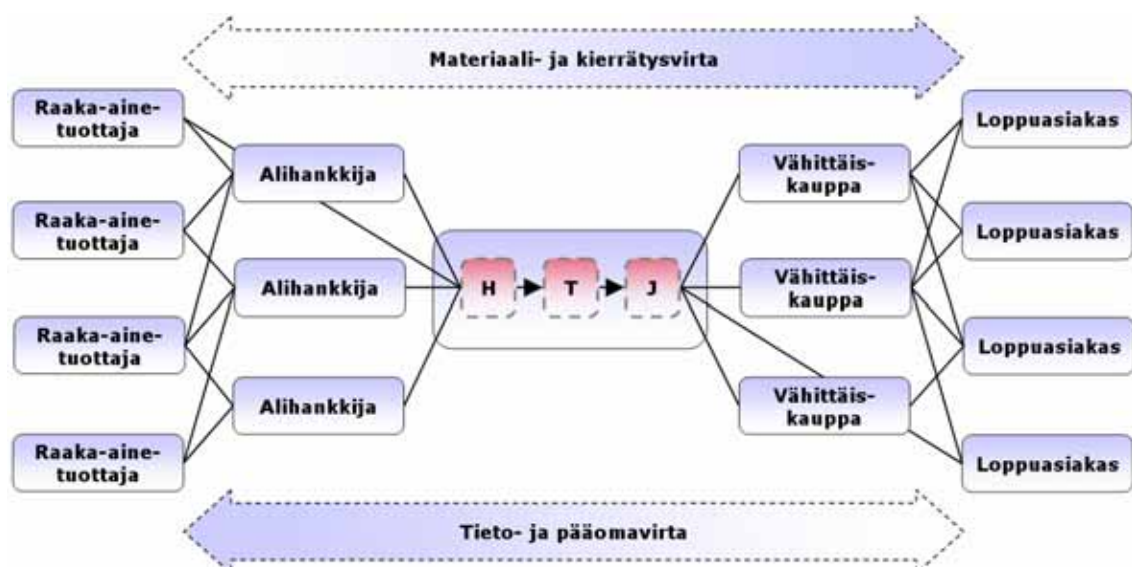 Materiaali- ja kierrätysvirta
Raaka-aine-
tuottaja
Raaka-aine-
tuottaja
Raaka-aine-
tuottaja
Raaka-aine-
tuottaja
Alihankkija
Alihankkija
Alihankkija
H
T
J
Vähittäis-
kauppa
Vähittäis-
kauppa
Vähittäis-
kauppa
Loppuasiakas
Loppuasiakas
Loppuasiakas
Loppuasiakas
Tieto- ja pääomavirta